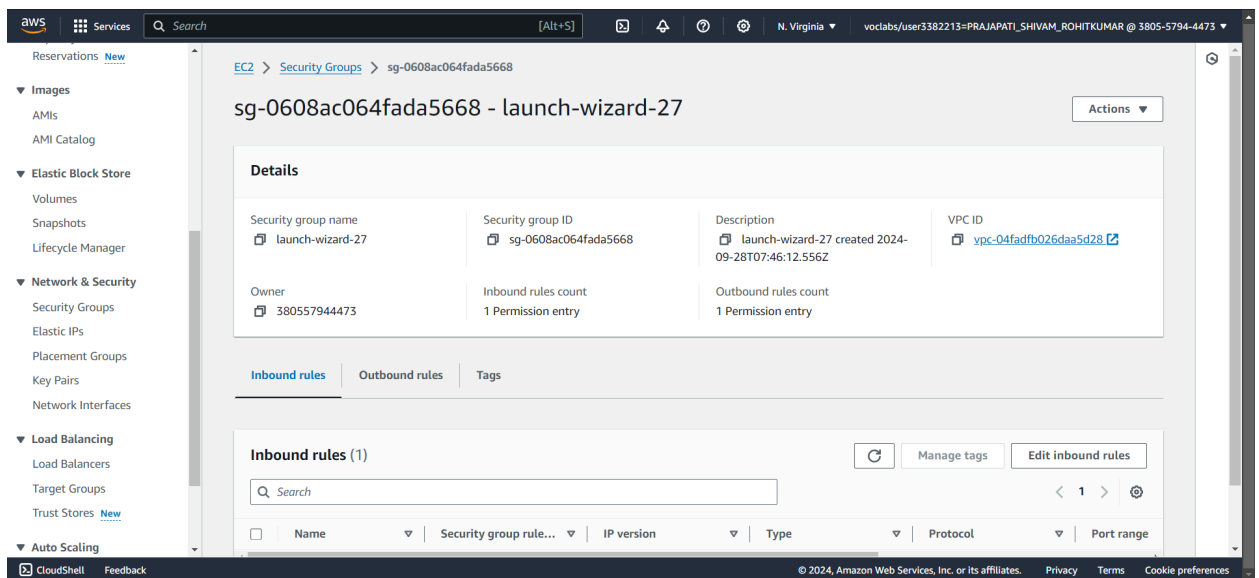 aws Services Search [Alt+S] N. Virginia ▼ voclabs/user3382213=PRAJAPATI_SHIVAM_ROHITKUMAR @ 3805-5794-4473 ▼
Reservations New
▼ Images
AMIs
AMI Catalog
▼ Elastic Block Store
Volumes
Snapshots
Lifecycle Manager
▼ Network & Security
Security Groups
Elastic IPs
Placement Groups
Key Pairs
Network Interfaces
▼ Load Balancing
Load Balancers
Target Groups
Trust Stores New
▼ Auto Scaling
EC2 > Security Groups > sg-0608ac064fada5668
sg-0608ac064fada5668 - launch-wizard-27
Actions ▼
Details
Security group name
launch-wizard-27
Security group ID
sg-0608ac064fada5668
Description
launch-wizard-27 created 2024-
09-28T07:46:12.556Z
VPC ID
vpc-04fadfb026daa5d28
Owner
380557944473
Inbound rules count
1 Permission entry
Outbound rules count
1 Permission entry
Inbound rules Outbound rules Tags
Inbound rules (1)
Manage tags Edit inbound rules
Search
< 1 >
Name Security group rule... IP version Type Protocol Port range
CloudShell Feedback © 2024, Amazon Web Services, Inc. or its affiliates. Privacy Terms Cookie preferences